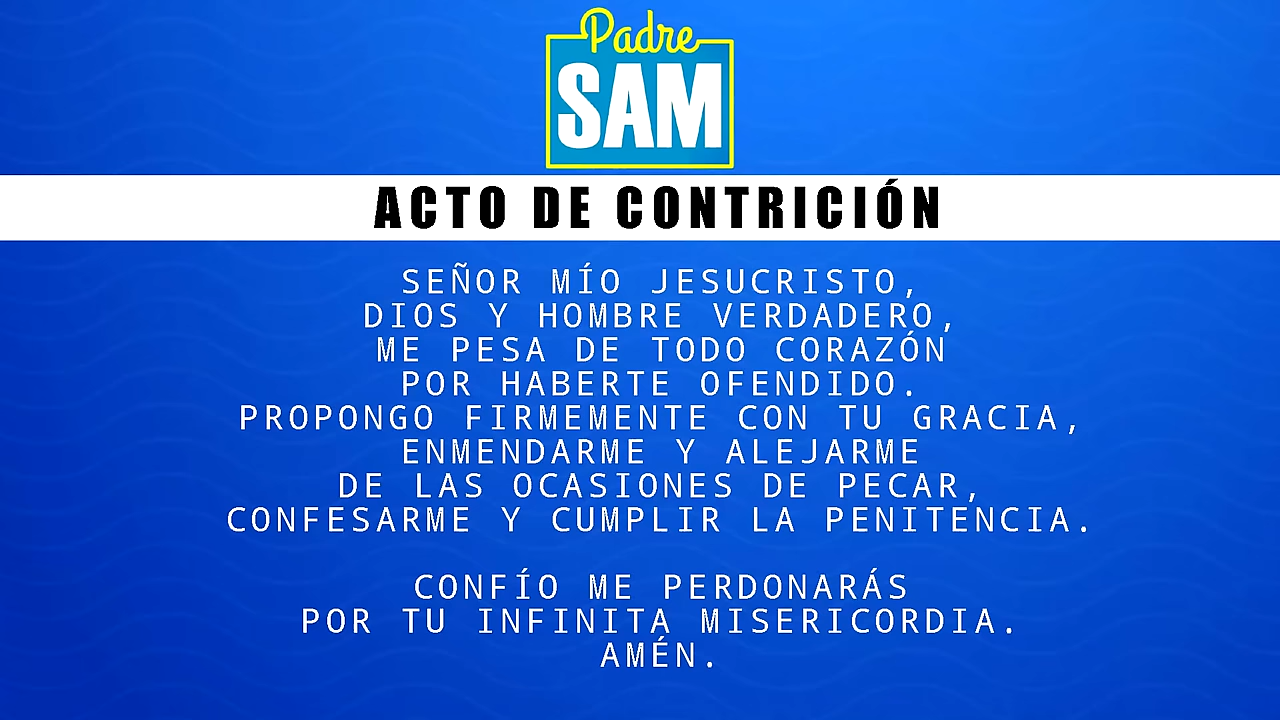 Padre
SAM
ACTO DE CONTRICIÓN
SEÑOR MÍO JESUCRISTO,
DIOS Y HOMBRE VERDADERO,
ME PESA DE TODO CORAZÓN
POR HABERTE OFENDIDO.
PROPONGO FIRMEMENTE CON TU GRACIA,
ENMENDARME Y ALEJARME
DE LAS OCASIONES DE PECAR,
CONFESARME Y CUMPLIR LA PENITENCIA.
CONFÍO ME PERDONARÁS
POR TU INFINITA MISERICORDIA.
AMÉN.